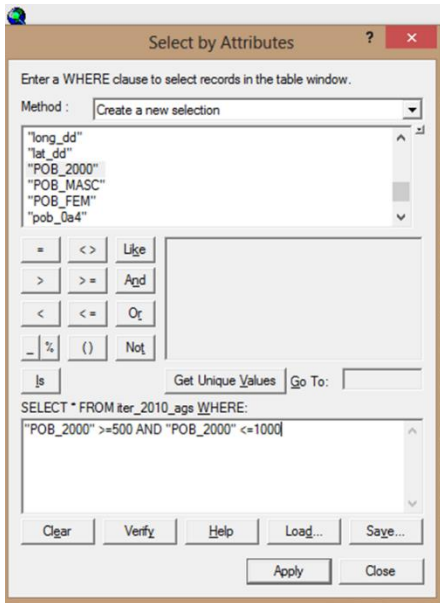 Select by Attributes ? ×
Enter a WHERE clause to select records in the table window.
Method : Create a new selection
"long_dd"
"lat_dd"
"POB_2000"
"POB_MASC"
"POB_FEM"
"pob_0a4"
= <> Like
> >= And
< <= Or
_ % () Not
Is Get Unique Values Go To:
SELECT * FROM iter_2010_ags WHERE:
"POB_2000" >=500 AND "POB_2000" <=1000
Clear Verify Help Load... Save...
Apply Close